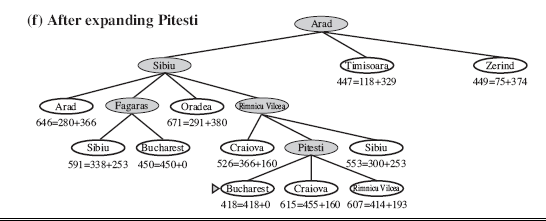 (f) After expanding Pitesti
Arad
Sibiu
Timisoara
Zerind
447=118+329
449=75+374
Arad
Fagaras
Oradea
Rimnicu Vilcea
646=280+366
671=291+380
Sibiu
Bucharest
Craiova
Pitesti
Sibiu
591=338+253
450=450+0
526=366+160
553=300+253
Bucharest
Craiova
Rimnicu Vilcea
418=418+0
615=455+160
607=414+193